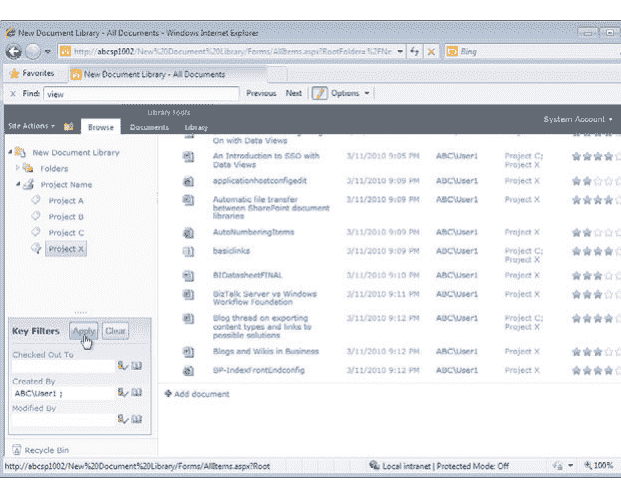 New Document Library - All Documents - Windows Internet Explorer
http://abcsp1002/New%20Document%20Library/Forms/AllItems.aspx?RootFolder=%2FNe
Bing
Favorites
New Document Library - All Documents
Find: view
Previous Next Options
Library Tools
Site Actions
Browse
Documents
Library
System Account
New Document Library
Folders
Project Name
Project A
Project B
Project C
Project X
On with Data Views
An Introduction to SSO with Data Views 3/11/2010 9:05 PM ABC\User1 Project C;
Project X
applicationhostconfigedit 3/11/2010 9:09 PM ABC\User1 Project X
Automatic file transfer 3/11/2010 9:09 PM ABC\User1 Project X
between SharePoint document
libraries
AutoNumberingItems 3/11/2010 9:09 PM ABC\User1 Project X
basiclinks 3/11/2010 9:09 PM ABC\User1 Project C;
Project X
BIDatasheetFINAL 3/11/2010 9:10 PM ABC\User1 Project X
BizTalk Server vs Windows 3/11/2010 9:11 PM ABC\User1 Project X
Workflow Foundation
Blog thread on exporting 3/11/2010 9:12 PM ABC\User1 Project C;
content types and links to Project X
possible solutions
Blogs and Wikis in Business 3/11/2010 9:12 PM ABC\User1 Project X
BP-IndexFrontEndconfig 3/11/2010 9:12 PM ABC\User1 Project X
Add document
Key Filters Apply Clear
Checked Out To
Created By
ABC\User1 ;
Modified By
Recycle Bin
http://abcsp1002/New%20Document%20Library/Forms/AllItems.aspx?Root
Local intranet | Protected Mode: Off
100%